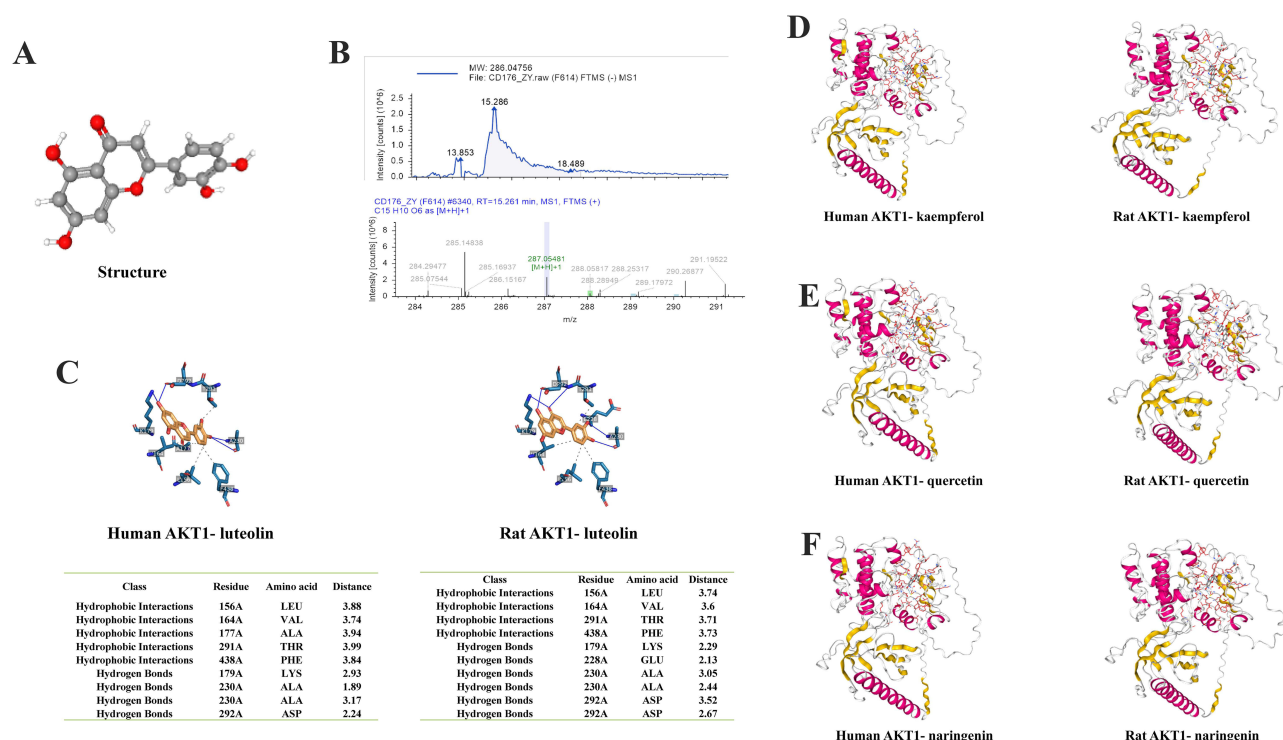 A
Structure
B
MW: 286.04756
File: CD176_ZY.raw (F614) FTMS (-) MS1
Intensity [counts] (10^6)
2.5
2.0
1.5
1.0
0.5
0.0
13.853
15.286
18.489
CD176_ZY (F614) #6340, RT=15.261 min, MS1, FTMS (+)
C15 H10 O6 as [M+H]+1
Intensity [counts] (10^6)
8
6
4
2
0
284.29477
285.07544
285.14838
285.16937
286.15167
287.05481
[M+H]+1
288.05817
288.25317
288.28949
289.17972
290.26877
291.19522
284
285
286
287
288
289
290
291
m/z
C
Human AKT1- luteolin
Rat AKT1- luteolin
Class Residue Amino acid Distance
Hydrophobic Interactions 156A LEU 3.88
Hydrophobic Interactions 164A VAL 3.74
Hydrophobic Interactions 177A ALA 3.94
Hydrophobic Interactions 291A THR 3.99
Hydrophobic Interactions 438A PHE 3.84
Hydrogen Bonds 179A LYS 2.93
Hydrogen Bonds 230A ALA 1.89
Hydrogen Bonds 230A ALA 3.17
Hydrogen Bonds 292A ASP 2.24
Class Residue Amino acid Distance
Hydrophobic Interactions 156A LEU 3.74
Hydrophobic Interactions 164A VAL 3.6
Hydrophobic Interactions 291A THR 3.71
Hydrophobic Interactions 438A PHE 3.73
Hydrogen Bonds 179A LYS 2.29
Hydrogen Bonds 228A GLU 2.13
Hydrogen Bonds 230A ALA 3.05
Hydrogen Bonds 230A ALA 2.44
Hydrogen Bonds 292A ASP 3.52
Hydrogen Bonds 292A ASP 2.67
D
Human AKT1- kaempferol
Rat AKT1- kaempferol
E
Human AKT1- quercetin
Rat AKT1- quercetin
F
Human AKT1- naringenin
Rat AKT1- naringenin